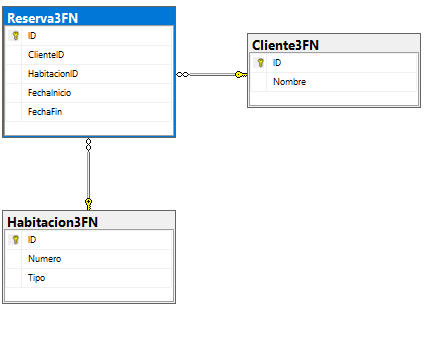 Reserva3FN
ID
ClienteID
HabitacionID
FechaInicio
FechaFin
Cliente3FN
ID
Nombre
Habitacion3FN
ID
Numero
Tipo